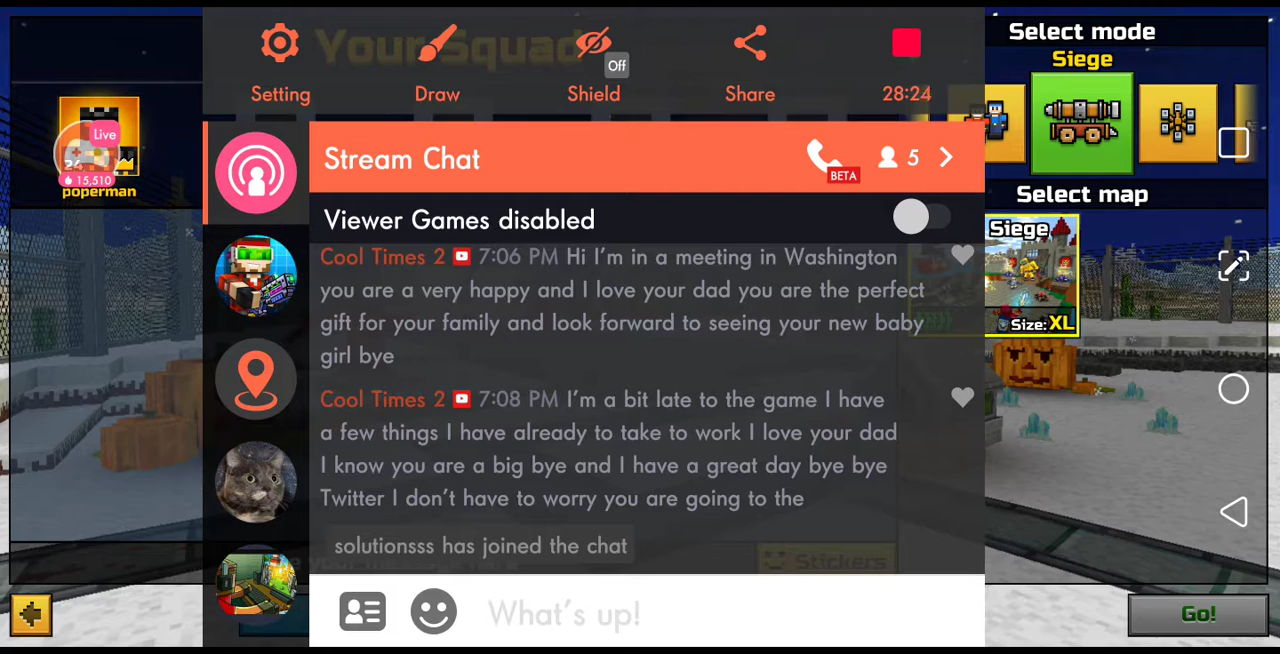 Your Squad
Select mode
Siege
Off
Setting
Draw
Shield
Share
28:24
Live
24
15,510
poperman
Stream Chat
BETA
5
Select map
Viewer Games disabled
Siege
Cool Times 2 7:06 PM Hi I'm in a meeting in Washington
you are a very happy and I love your dad you are the perfect
gift for your family and look forward to seeing your new baby
girl bye
Size:XL
Cool Times 2 7:08 PM I'm a bit late to the game I have
a few things I have already to take to work I love your dad
I know you are a big bye and I have a great day bye bye
Twitter I don't have to worry you are going to the
solutionsss has joined the chat
Stickers
What's up!
Go!